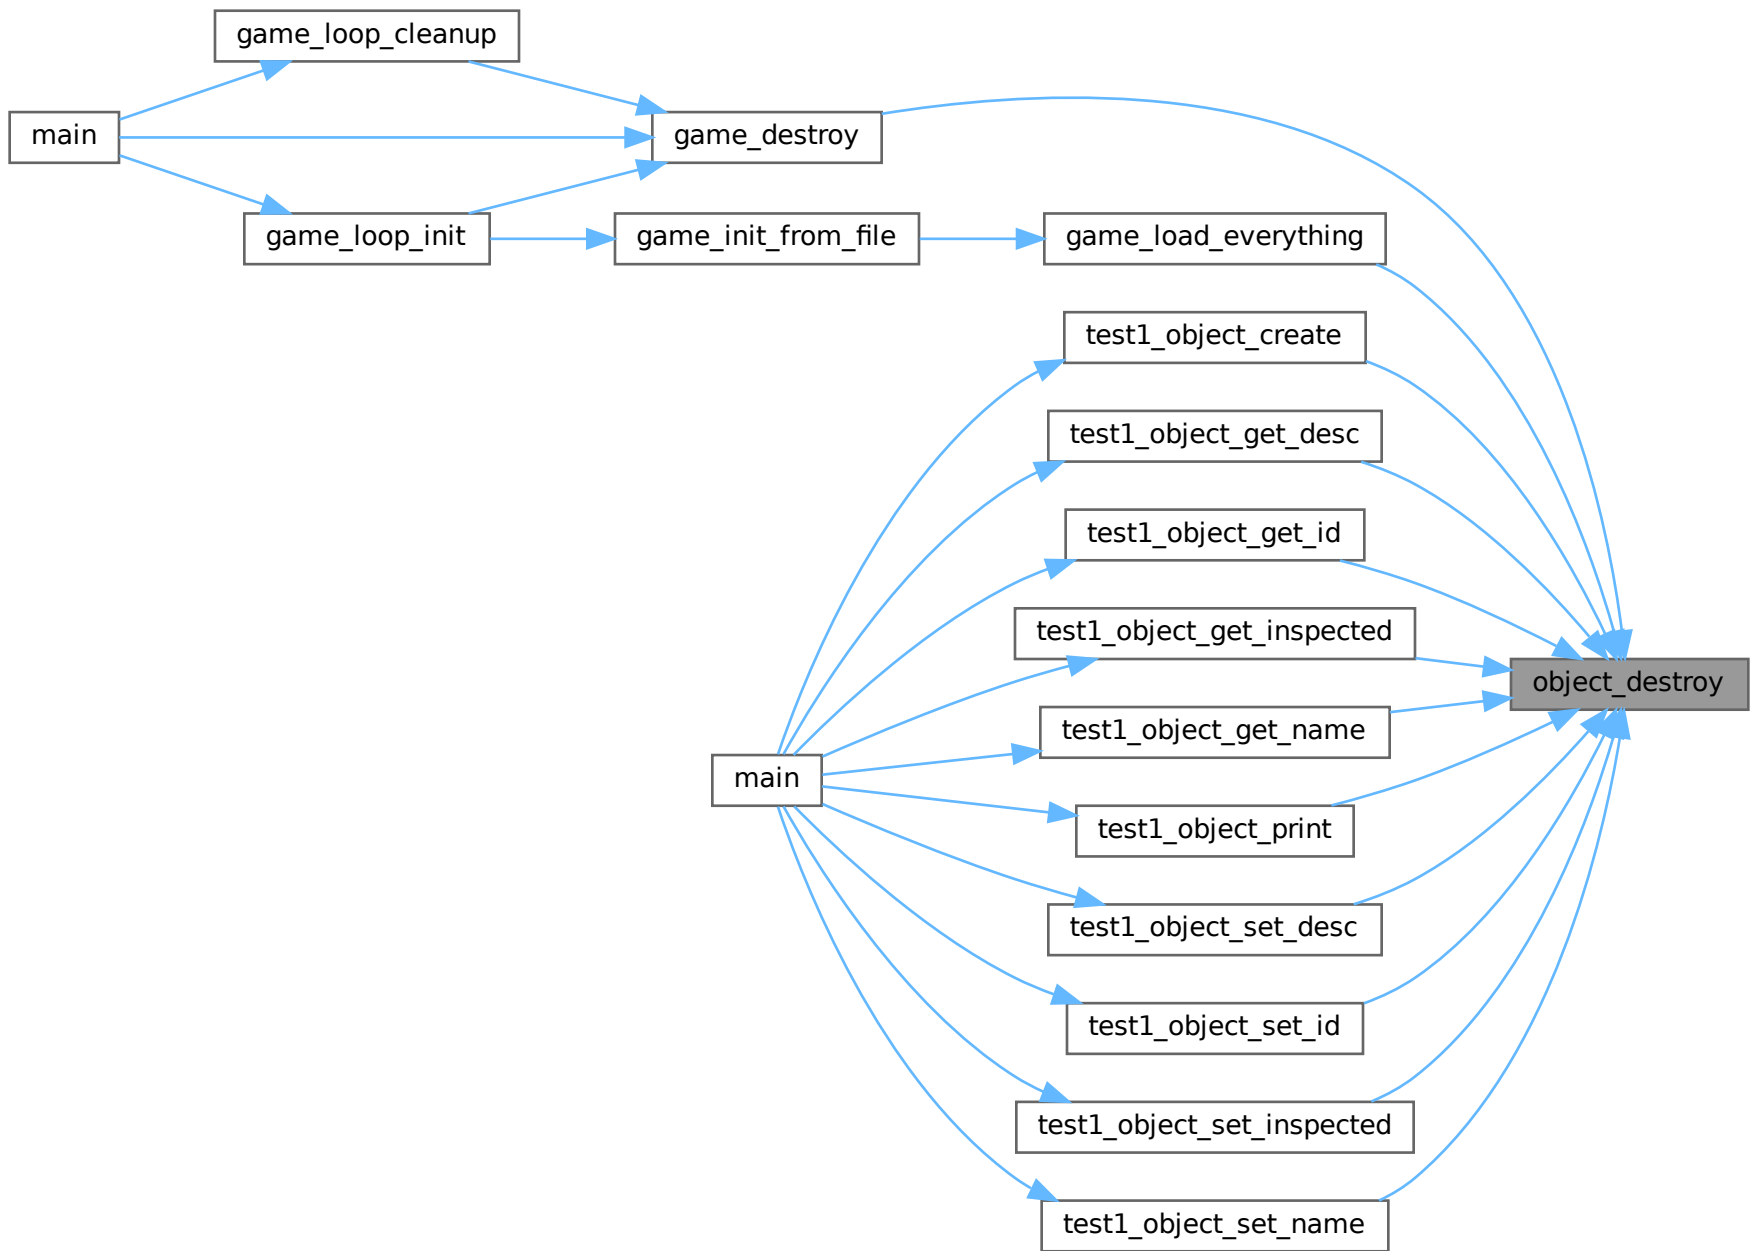 game_loop_cleanup
main
game_destroy
game_loop_init
game_init_from_file
game_load_everything
test1_object_create
test1_object_get_desc
test1_object_get_id
test1_object_get_inspected
object_destroy
test1_object_get_name
main
test1_object_print
test1_object_set_desc
test1_object_set_id
test1_object_set_inspected
test1_object_set_name